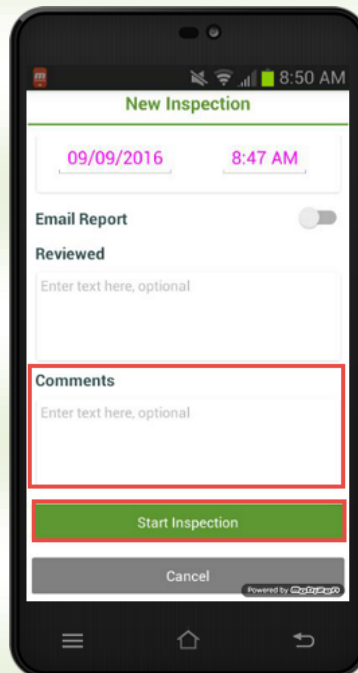 8:50 AM
New Inspection
09/09/2016 8:47 AM
Email Report
Reviewed
Enter text here, optional
Comments
Enter text here, optional
Start Inspection
Cancel
Powered by